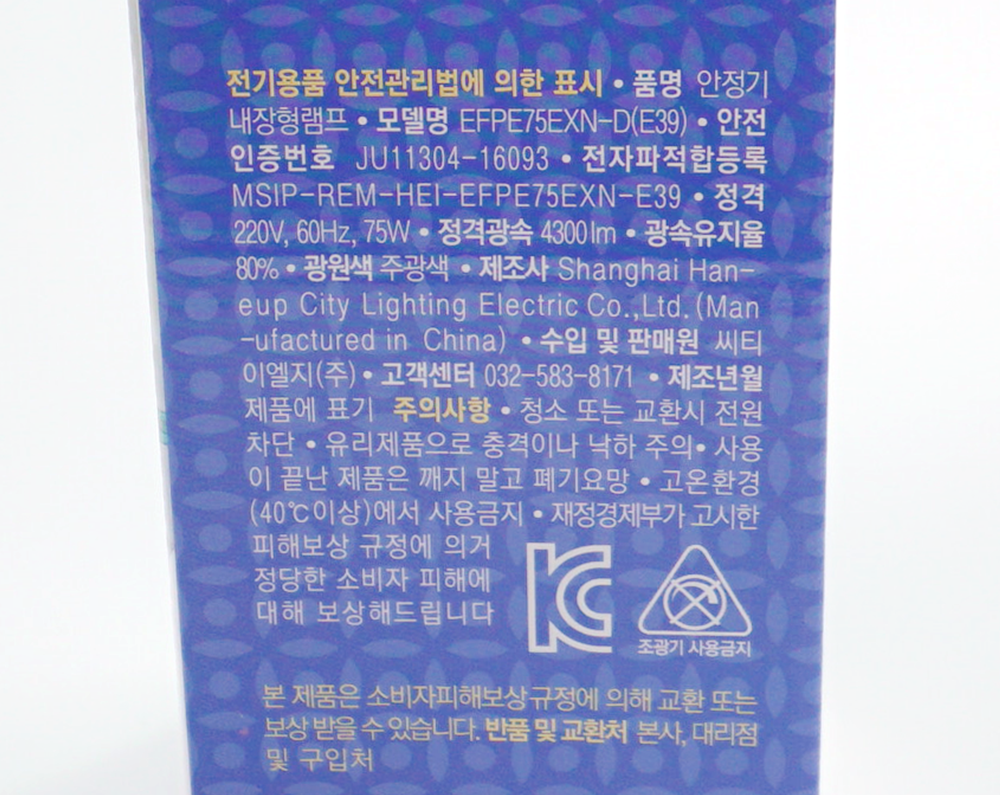 전기용품 안전관리법에 의한 표시 • 품명 안정기
내장형램프 • 모델명 EFPE75EXN-D(E39) • 안전
인증번호 JU11304-16093 • 전자파적합등록
MSIP-REM-HEI-EFPE75EXN-E39 • 정격
220V, 60Hz, 75W • 정격광속 4300lm • 광속유지율
80% • 광원색 주광색 • 제조사 Shanghai Han-
eup City Lighting Electric Co.,Ltd. (Man
-ufactured in China) • 수입 및 판매원 씨티
이엘지(주) • 고객센터 032-583-8171 • 제조년월
제품에 표기 주의사항 • 청소 또는 교환시 전원
차단 • 유리제품으로 충격이나 낙하 주의• 사용
이 끝난 제품은 깨지 말고 폐기요망 • 고온환경
(40℃이상)에서 사용금지 • 재정경제부가 고시한
피해보상 규정에 의거
정당한 소비자 피해에
대해 보상해드립니다
KC
조광기 사용금지
본 제품은 소비자피해보상규정에 의해 교환 또는
보상 받을 수 있습니다. 반품 및 교환처 본사, 대리점
및 구입처